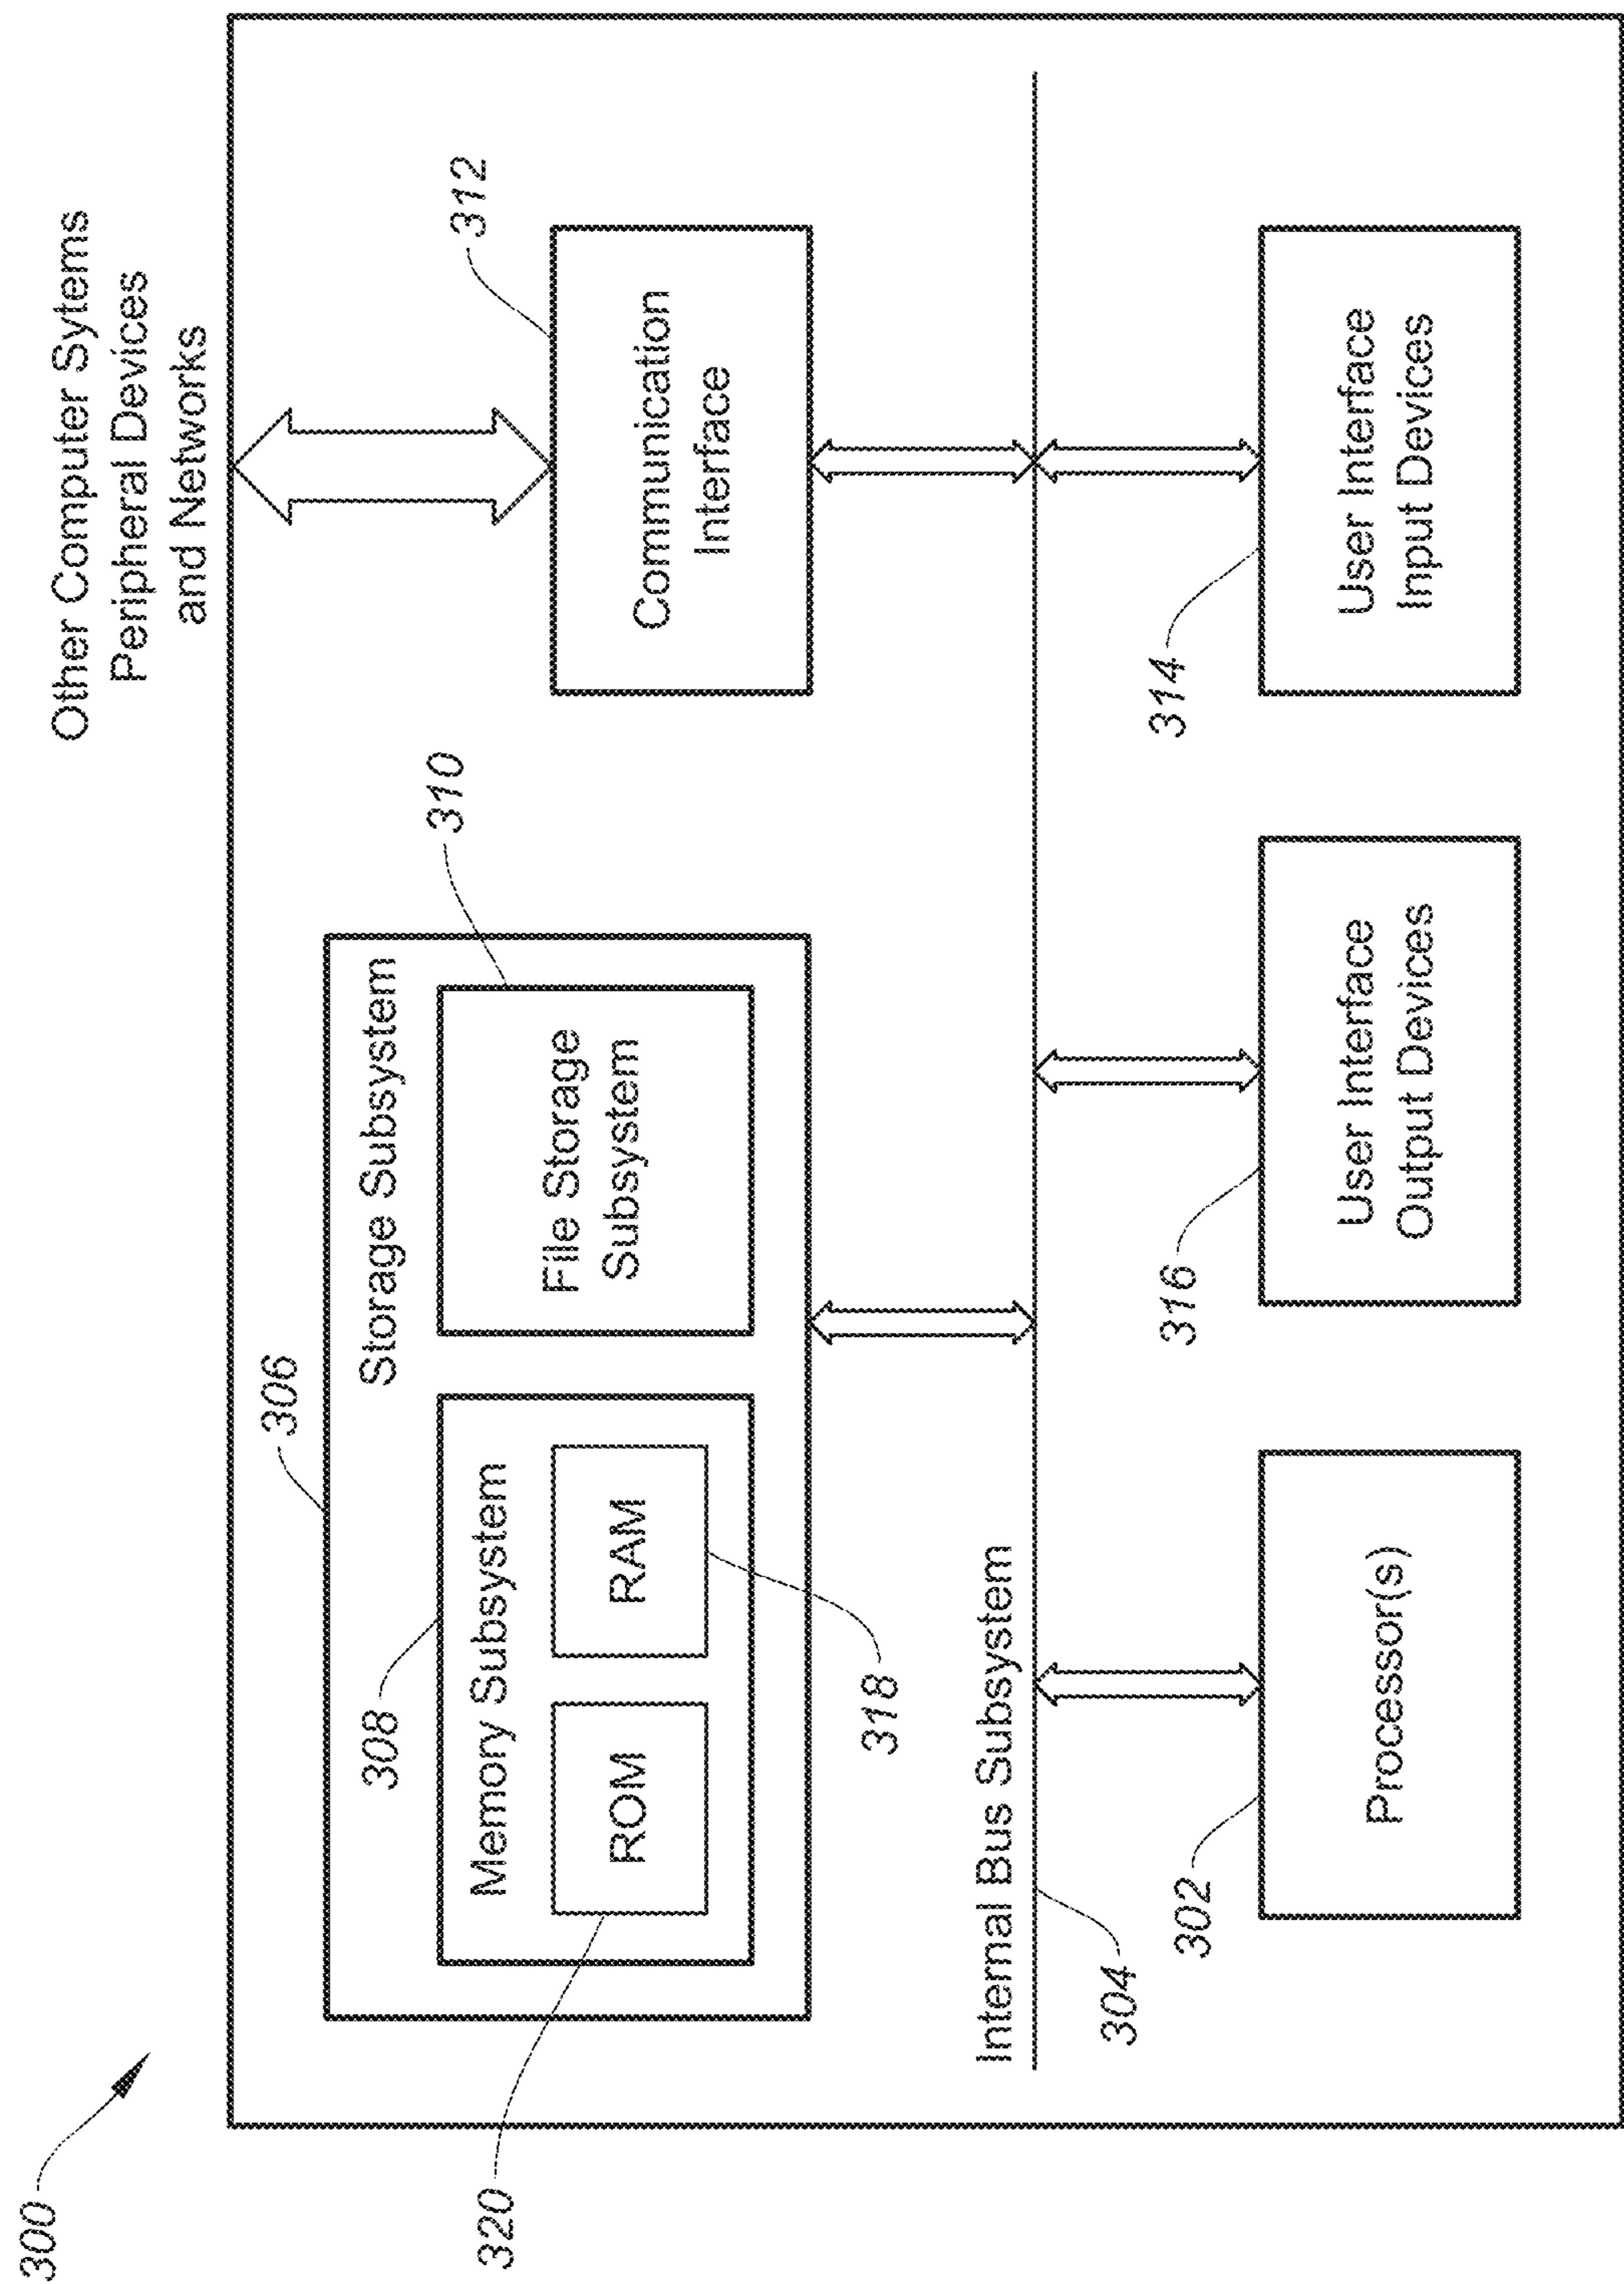 300
Other Computer Sytems
Peripheral Devices
and Networks
306
Storage Subsystem
308
Memory Subsystem
ROM
RAM
320
318
310
File Storage
Subsystem
312
Communication
Interface
Internal Bus Subsystem
304
302
Processor(s)
316
User Interface
Output Devices
314
User Interface
Input Devices